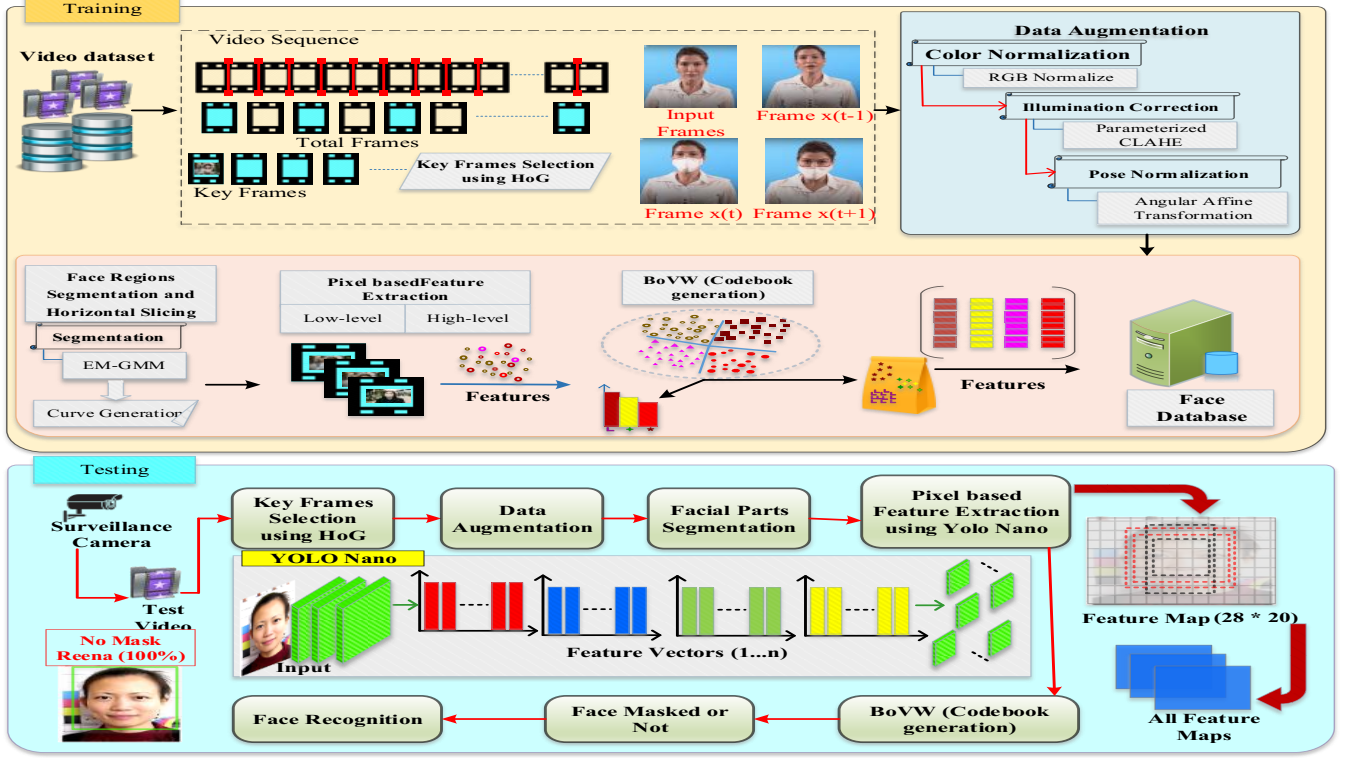 Training
Video dataset
Video Sequence
Total Frames
Key Frames
Key Frames Selection
using HoG
Input
Frames
Frame x(t-1)
Frame x(t)
Frame x(t+1)
Data Augmentation
Color Normalization
RGB Normalize
Illumination Correction
Parameterized
CLAHE
Pose Normalization
Angular Affine
Transformation
Face Regions
Segmentation and
Horizontal Slicing
Segmentation
EM-GMM
Curve Generation
Pixel basedFeature
Extraction
Low-level
High-level
Features
BoVW (Codebook
generation)
Features
Face
Database
Testing
Surveillance
Camera
Test
Video
No Mask
Reena (100%)
Key Frames
Selection
using HoG
Data
Augmentation
Facial Parts
Segmentation
Pixel based
Feature Extraction
using Yolo Nano
YOLO Nano
Input
Feature Vectors (1...n)
Feature Map (28 * 20)
All Feature
Maps
Face Recognition
Face Masked or
Not
BoVW (Codebook
generation)